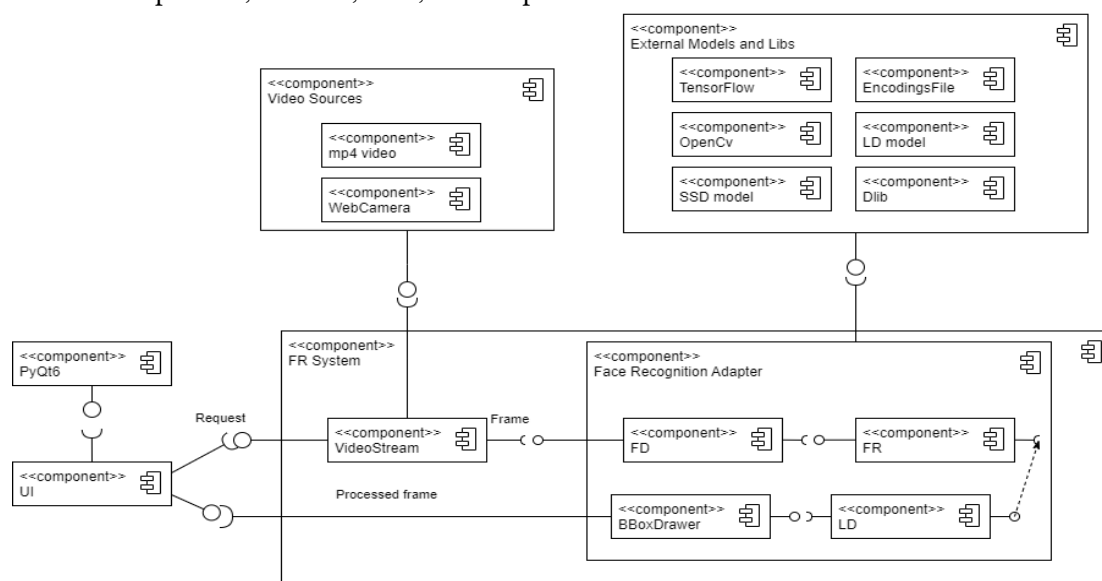 <<component>>
External Models and Libs
<<component>>
TensorFlow
<<component>>
EncodingsFile
<<component>>
OpenCv
<<component>>
LD model
<<component>>
SSD model
<<component>>
Dlib
<<component>>
Video Sources
<<component>>
mp4 video
<<component>>
WebCamera
<<component>>
FR System
<<component>>
PyQt6
<<component>>
Face Recognition Adapter
Request
Frame
<<component>>
VideoStream
<<component>>
FD
<<component>>
FR
<<component>>
UI
Processed frame
<<component>>
BBoxDrawer
<<component>>
LD